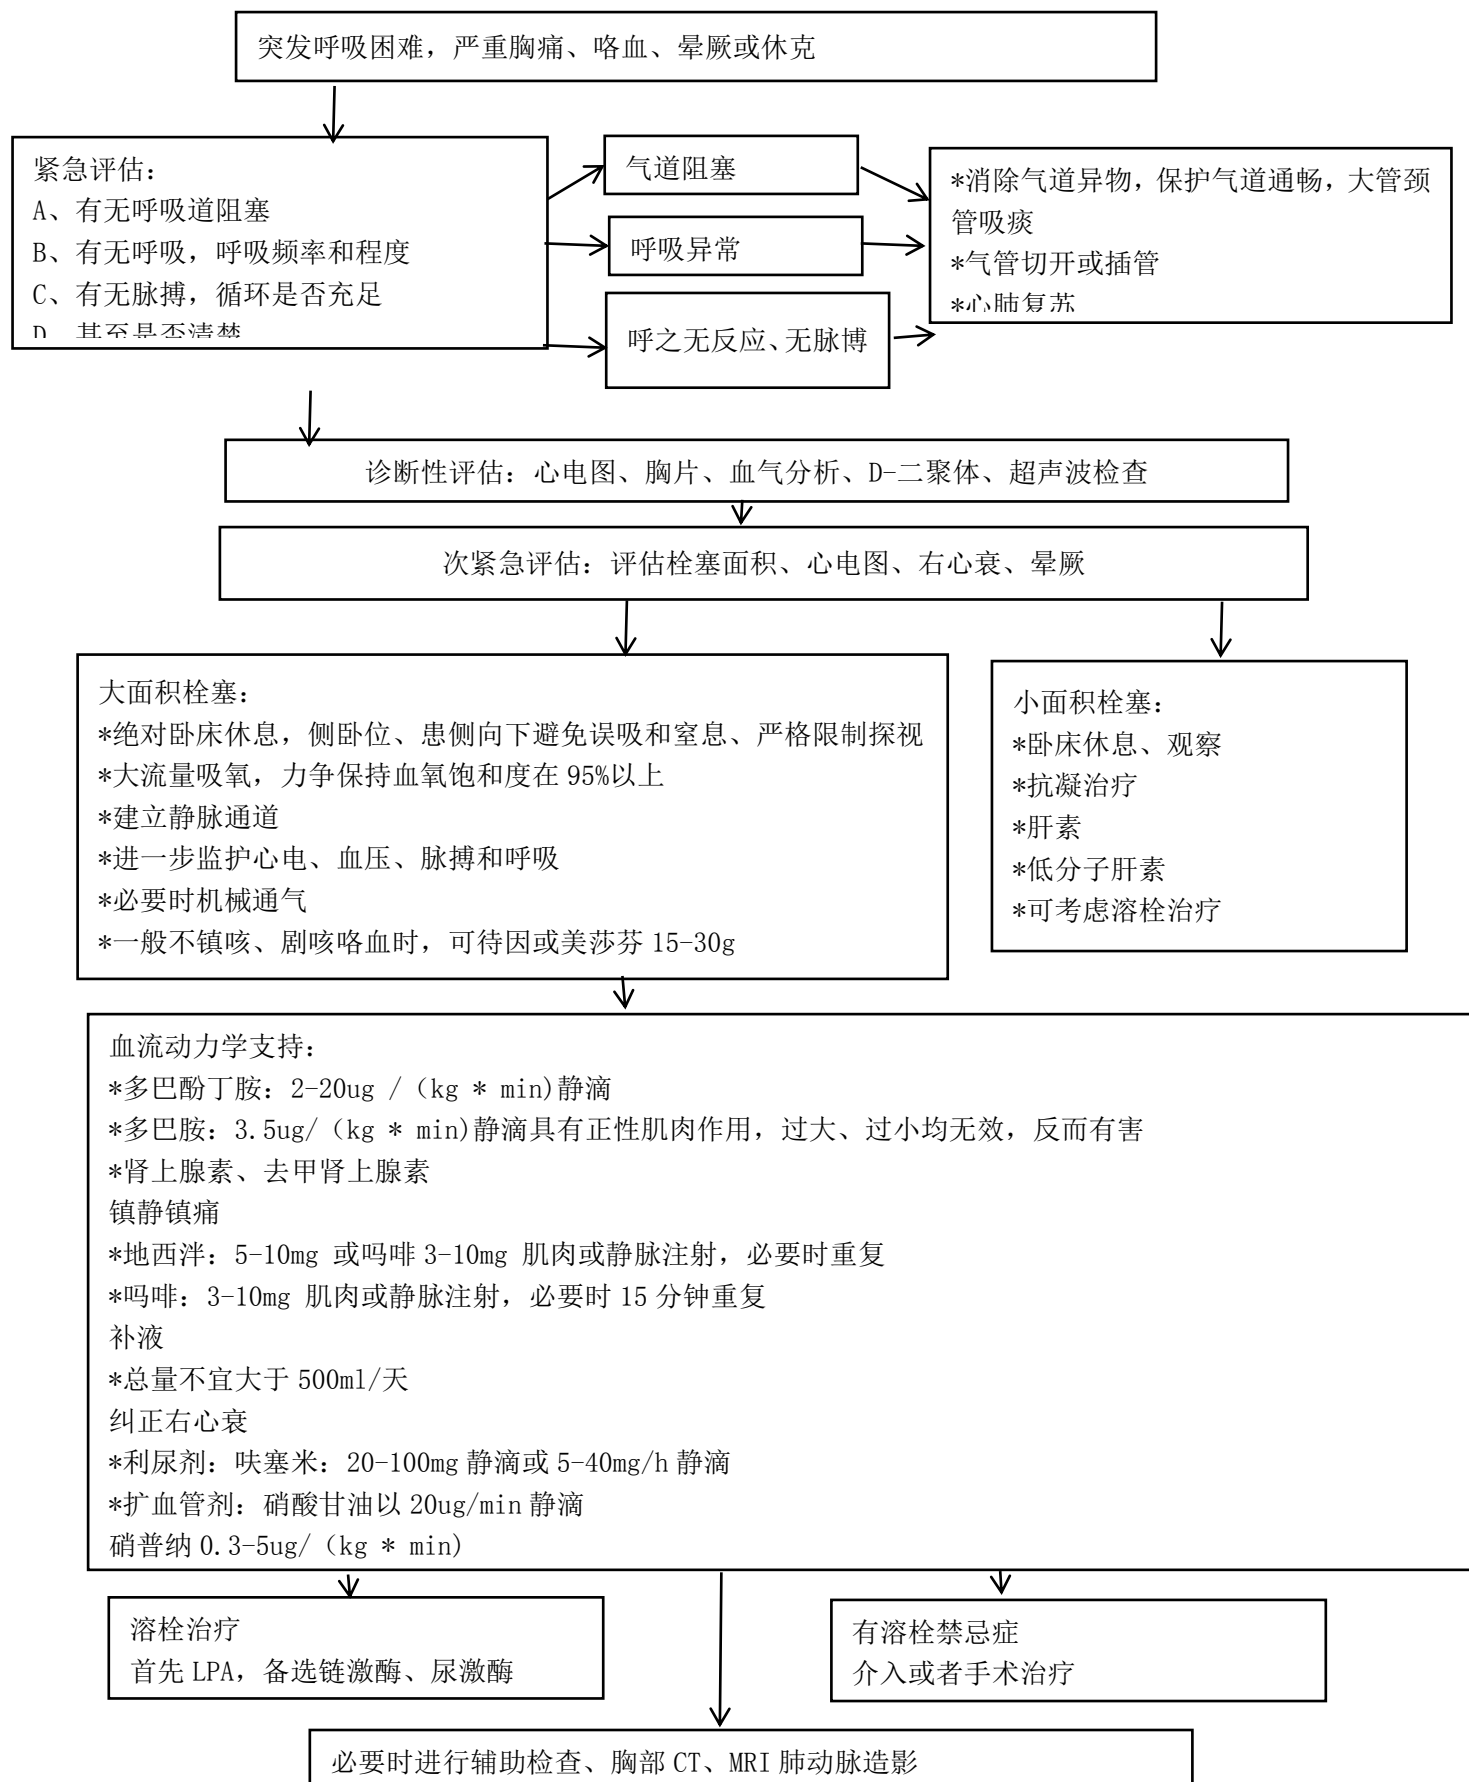 突发呼吸困难，严重胸痛、咯血、晕厥或休克
紧急评估：
A、有无呼吸道阻塞
B、有无呼吸，呼吸频率和程度
C、有无脉搏，循环是否充足
D、甚至是否清楚
气道阻塞
呼吸异常
呼之无反应、无脉博
*消除气道异物，保护气道通畅，大管颈
管吸痰
*气管切开或插管
*心肺复苏
诊断性评估：心电图、胸片、血气分析、D-二聚体、超声波检查
次紧急评估：评估栓塞面积、心电图、右心衰、晕厥
大面积栓塞：
*绝对卧床休息，侧卧位、患侧向下避免误吸和窒息、严格限制探视
*大流量吸氧，力争保持血氧饱和度在 95%以上
*建立静脉通道
*进一步监护心电、血压、脉搏和呼吸
*必要时机械通气
*一般不镇咳、剧咳咯血时，可待因或美莎芬 15-30g
小面积栓塞：
*卧床休息、观察
*抗凝治疗
*肝素
*低分子肝素
*可考虑溶栓治疗
血流动力学支持：
*多巴酚丁胺：2-20ug /（kg * min)静滴
*多巴胺：3.5ug/（kg * min)静滴具有正性肌肉作用，过大、过小均无效，反而有害
*肾上腺素、去甲肾上腺素
镇静镇痛
*地西泮：5-10mg 或吗啡 3-10mg 肌肉或静脉注射，必要时重复
*吗啡：3-10mg 肌肉或静脉注射，必要时 15 分钟重复
补液
*总量不宜大于 500ml/天
纠正右心衰
*利尿剂：呋塞米：20-100mg 静滴或 5-40mg/h 静滴
*扩血管剂：硝酸甘油以 20ug/min 静滴
硝普纳 0.3-5ug/（kg * min)
溶栓治疗
首先 LPA，备选链激酶、尿激酶
有溶栓禁忌症
介入或者手术治疗
必要时进行辅助检查、胸部 CT、MRI 肺动脉造影